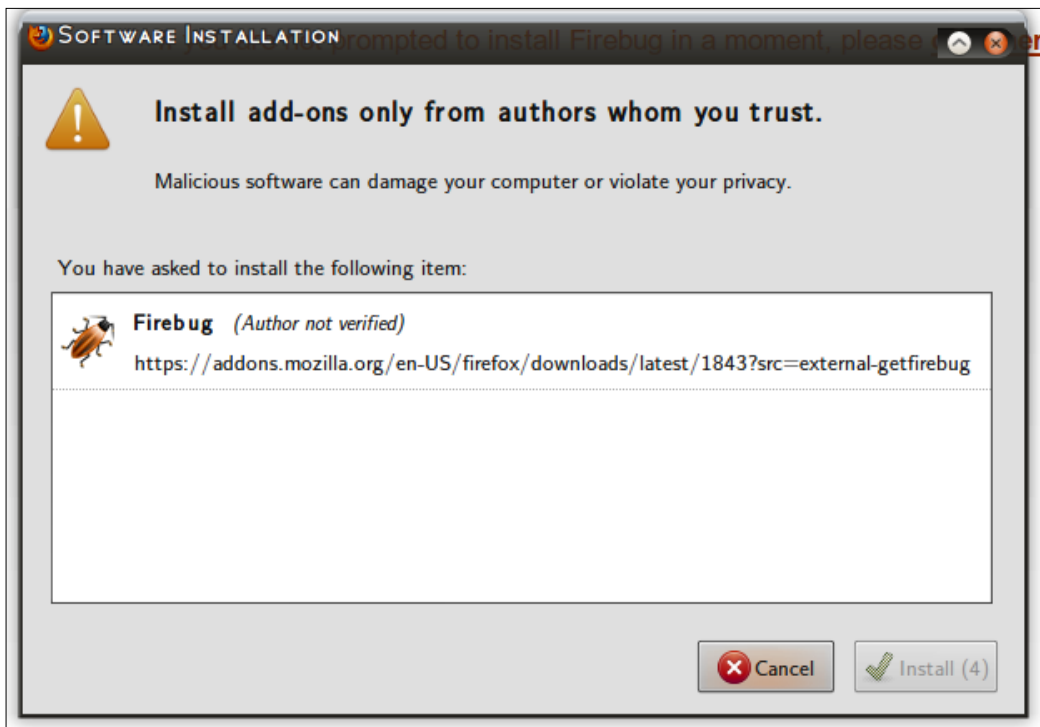 SOFTWARE INSTALLATION
prompted to install Firebug in a moment, please
Install add-ons only from authors whom you trust.
Malicious software can damage your computer or violate your privacy.
You have asked to install the following item:
Firebug (Author not verified)
https://addons.mozilla.org/en-US/firefox/downloads/latest/1843?src=external-getfirebug
Cancel Install (4)